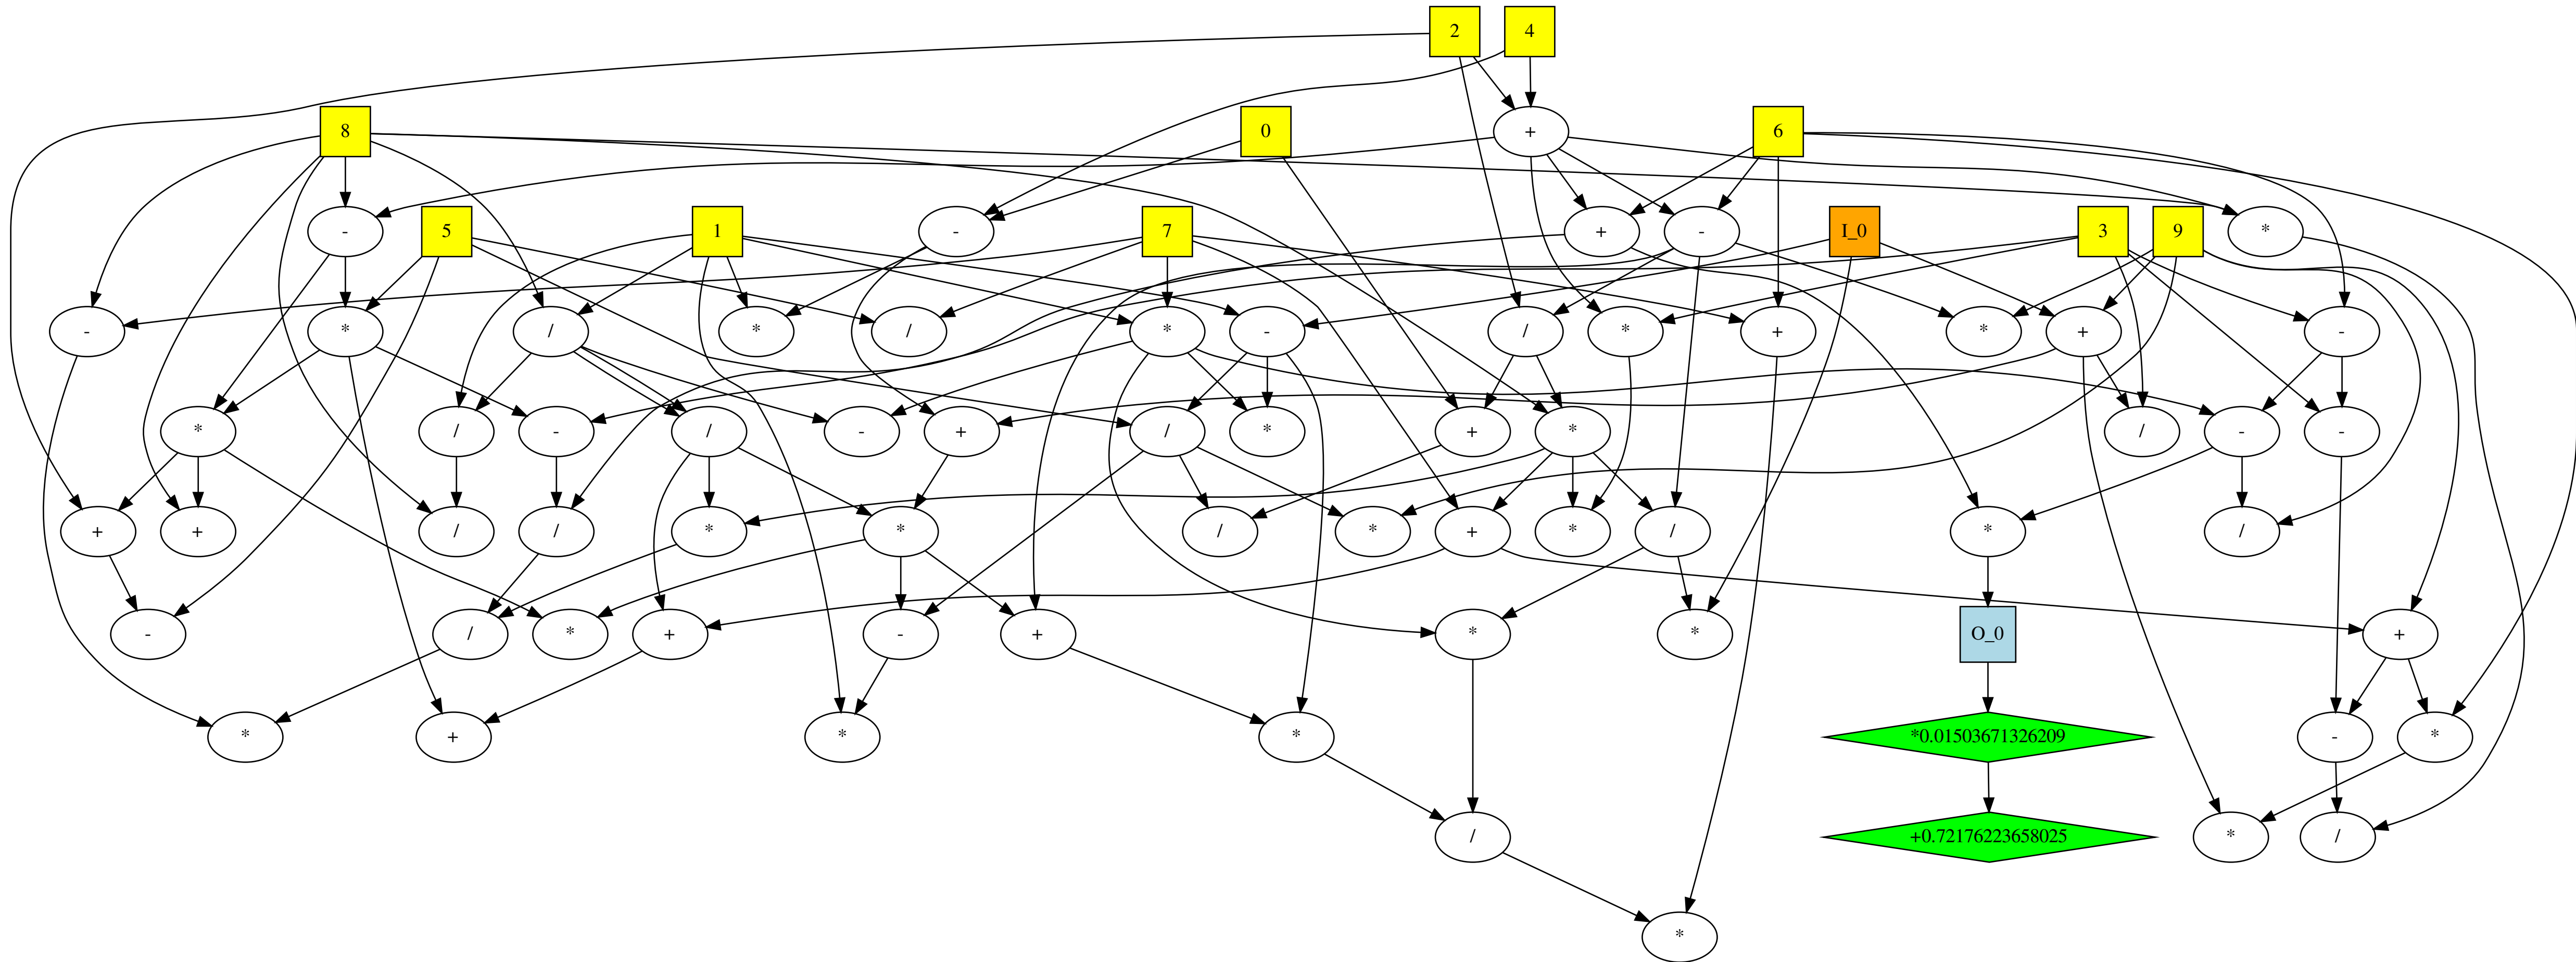 2 4
8 0 + 6
- 5 1 - 7 + - I_0 3 9 *
- * / * / * - / * + * + -
* / - / - + / * + * / - -
+ + / / * * / * + * / * /
- / * + - + * * O_0 +
* + * * *0.01503671326209 - *
/ +0.72176223658025 * /
*